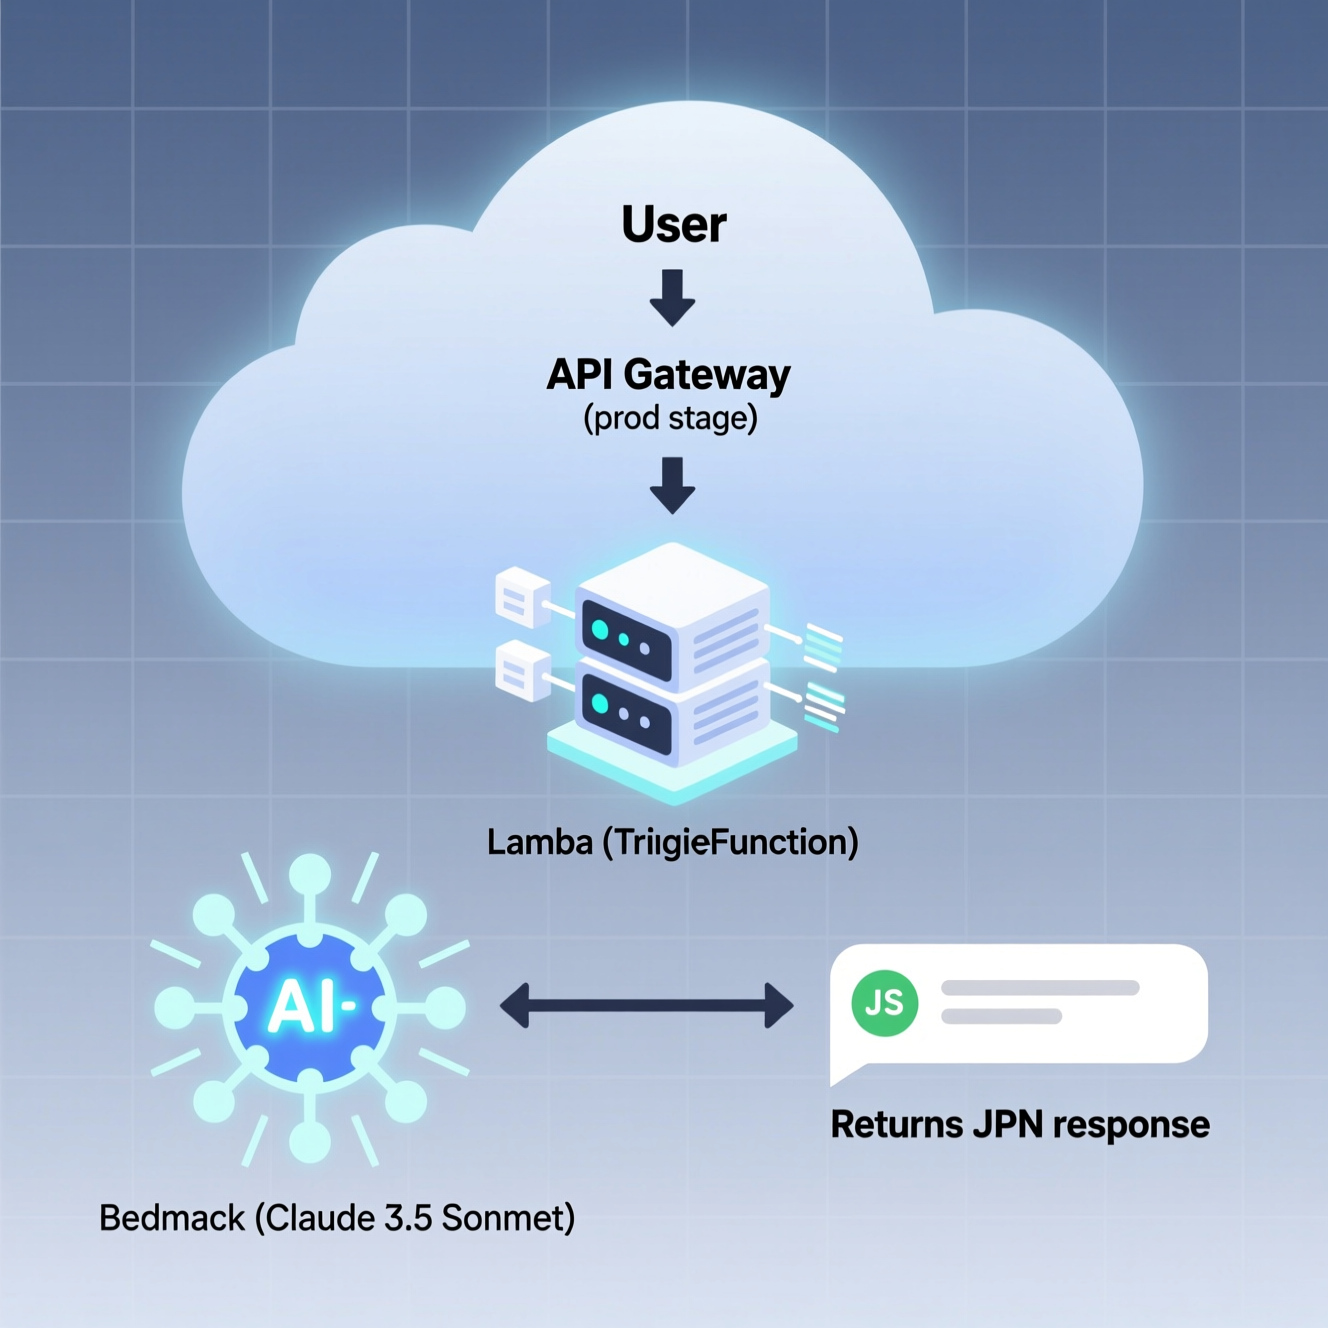 User
API Gateway
(prod stage)
Lamba (TriigieFunction)
AI-
JS
Returns JPN response
Bedmack (Claude 3.5 Sonmet)